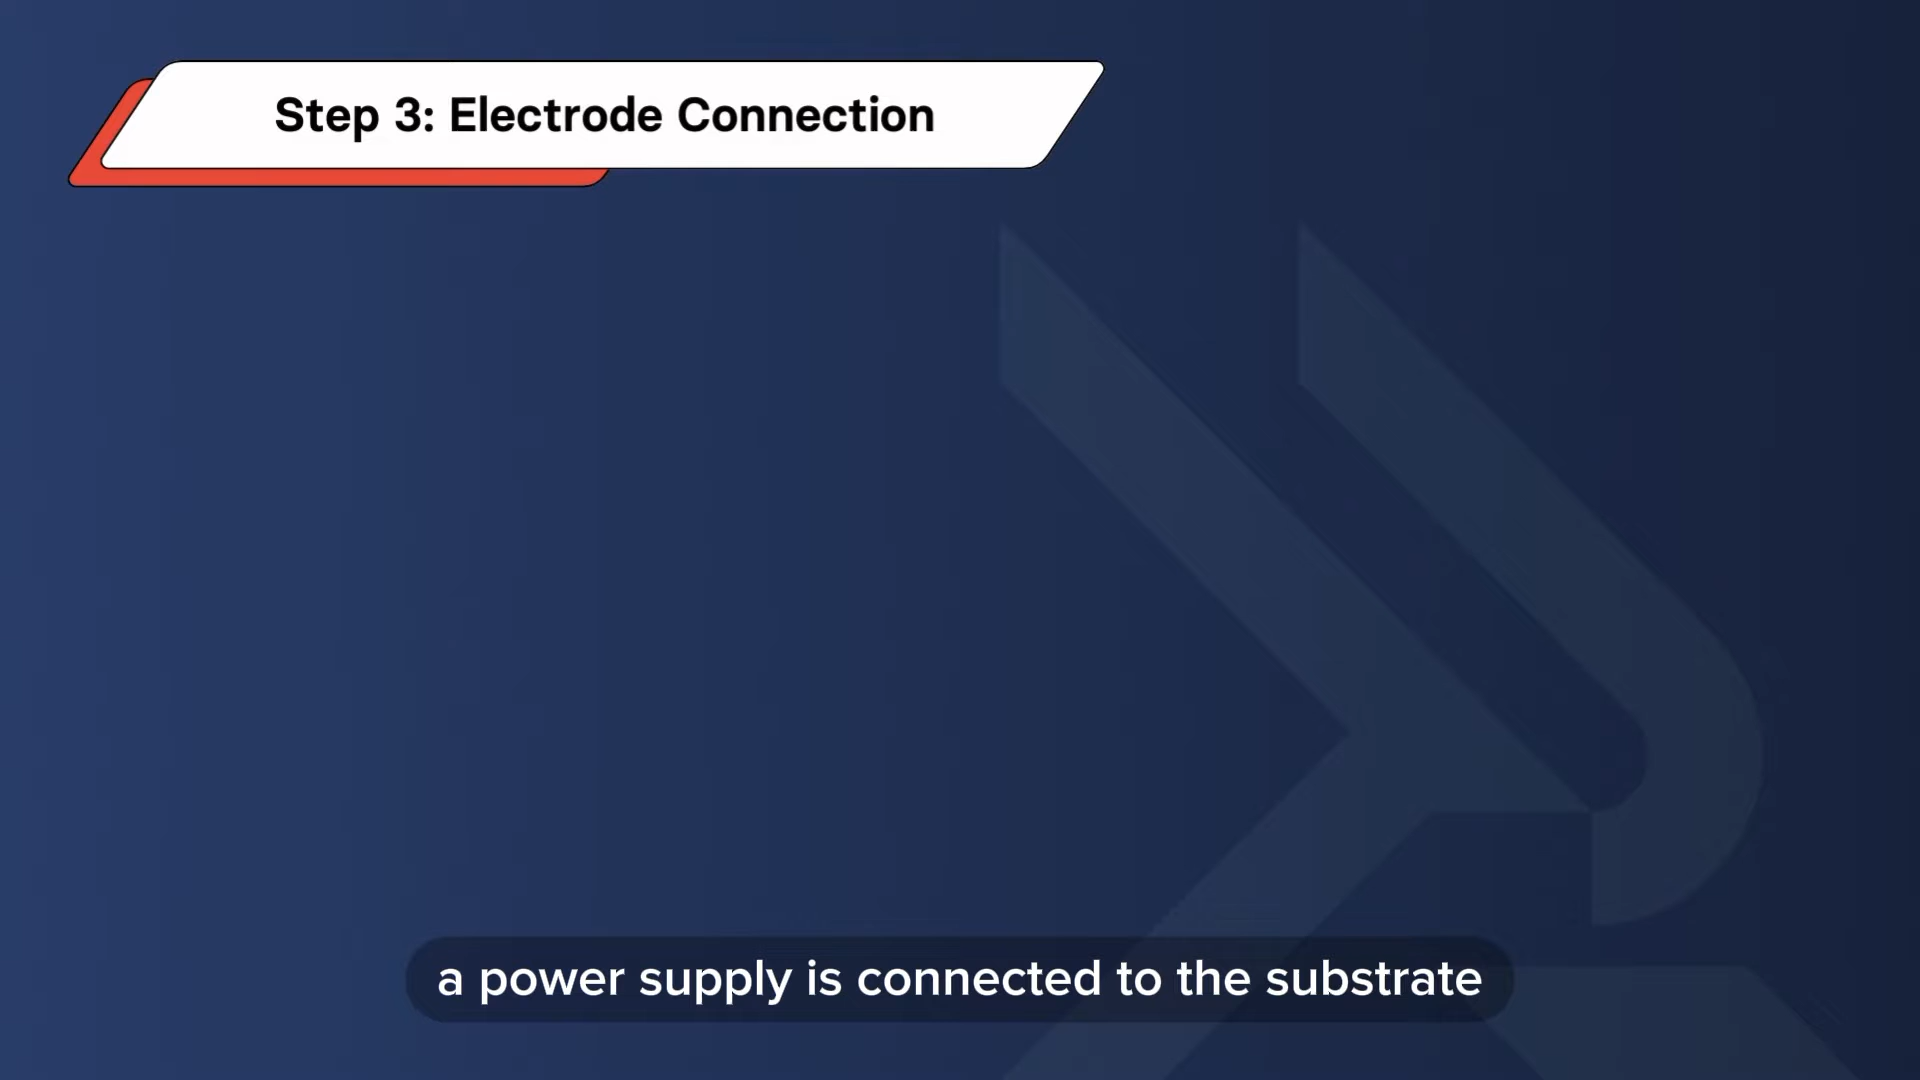 Step 3: Electrode Connection
a power supply is connected to the substrate